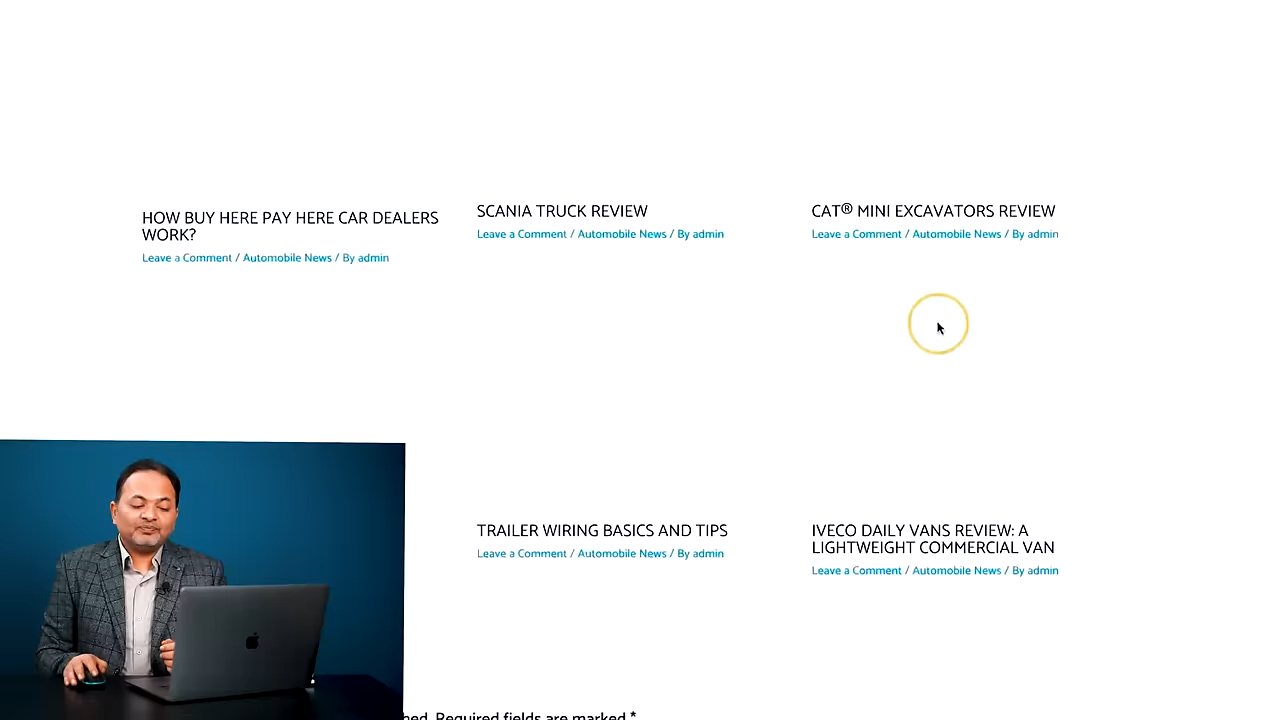 HOW BUY HERE PAY HERE CAR DEALERS
WORK?
Leave a Comment / Automobile News / By admin
SCANIA TRUCK REVIEW
Leave a Comment / Automobile News / By admin
CAT® MINI EXCAVATORS REVIEW
Leave a Comment / Automobile News / By admin
TRAILER WIRING BASICS AND TIPS
Leave a Comment / Automobile News / By admin
IVECO DAILY VANS REVIEW: A
LIGHTWEIGHT COMMERCIAL VAN
Leave a Comment / Automobile News / By admin
Required fields are marked *